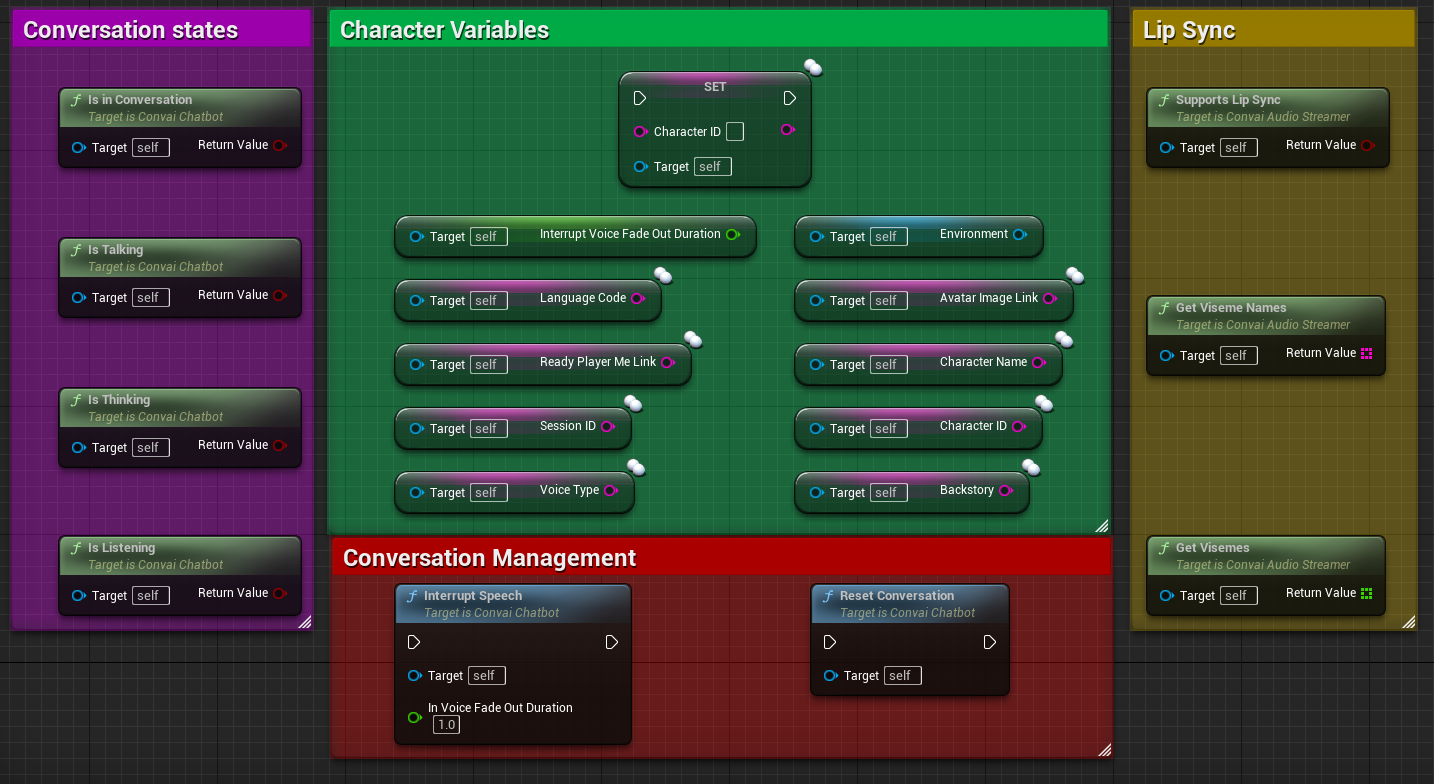 Conversation states
Is in Conversation
Target is Convai Chatbot
Target self Return Value
Is Talking
Target is Convai Chatbot
Target self Return Value
Is Thinking
Target is Convai Chatbot
Target self Return Value
Is Listening
Target is Convai Chatbot
Target self Return Value
Character Variables
SET
Character ID
Target self
Target self Interrupt Voice Fade Out Duration
Target self Environment
Target self Language Code
Target self Avatar Image Link
Target self Ready Player Me Link
Target self Character Name
Target self Session ID
Target self Character ID
Target self Voice Type
Target self Backstory
Conversation Management
Interrupt Speech
Target is Convai Chatbot
Target self
In Voice Fade Out Duration
1.0
Reset Conversation
Target is Convai Chatbot
Target self
Lip Sync
Supports Lip Sync
Target is Convai Audio Streamer
Target self Return Value
Get Viseme Names
Target is Convai Audio Streamer
Target self Return Value
Get Visemes
Target is Convai Audio Streamer
Target self Return Value